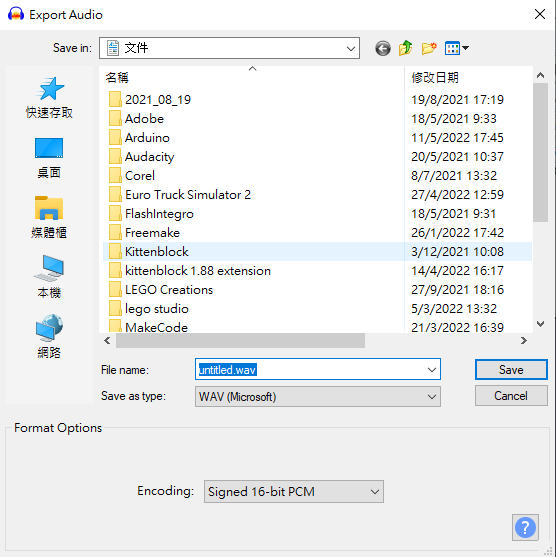 Export Audio
Save in: 文件
名稱 修改日期
快速存取
桌面
媒體櫃
本機
網路
2021_08_19 19/8/2021 17:19
Adobe 18/5/2021 9:33
Arduino 11/5/2022 17:45
Audacity 20/5/2021 10:37
Corel 8/7/2021 13:32
Euro Truck Simulator 2 27/4/2022 12:59
FlashIntegro 18/5/2021 9:31
Freemake 26/1/2022 17:42
Kittenblock 3/12/2021 10:08
kittenblock 1.88 extension 14/4/2022 16:17
LEGO Creations 27/9/2021 18:16
lego studio 5/3/2022 13:32
MakeCode 21/3/2022 16:39
File name: untitled.wav Save
Save as type: WAV (Microsoft) Cancel
Format Options
Encoding: Signed 16-bit PCM
?